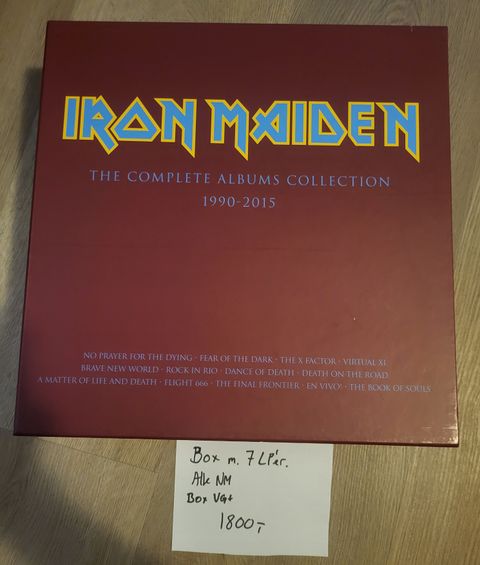 IRON MAIDEN
THE COMPLETE ALBUMS COLLECTION
1990-2015
NO PRAYER FOR THE DYING · FEAR OF THE DARK · THE X FACTOR · VIRTUAL XI
BRAVE NEW WORLD · ROCK IN RIO · DANCE OF DEATH · DEATH ON THE ROAD
A MATTER OF LIFE AND DEATH · FLIGHT 666 · THE FINAL FRONTIER · EN VIVO! · THE BOOK OF SOULS
Box m. 7 LP'er.
Alle NM
Box VG+
1800,-